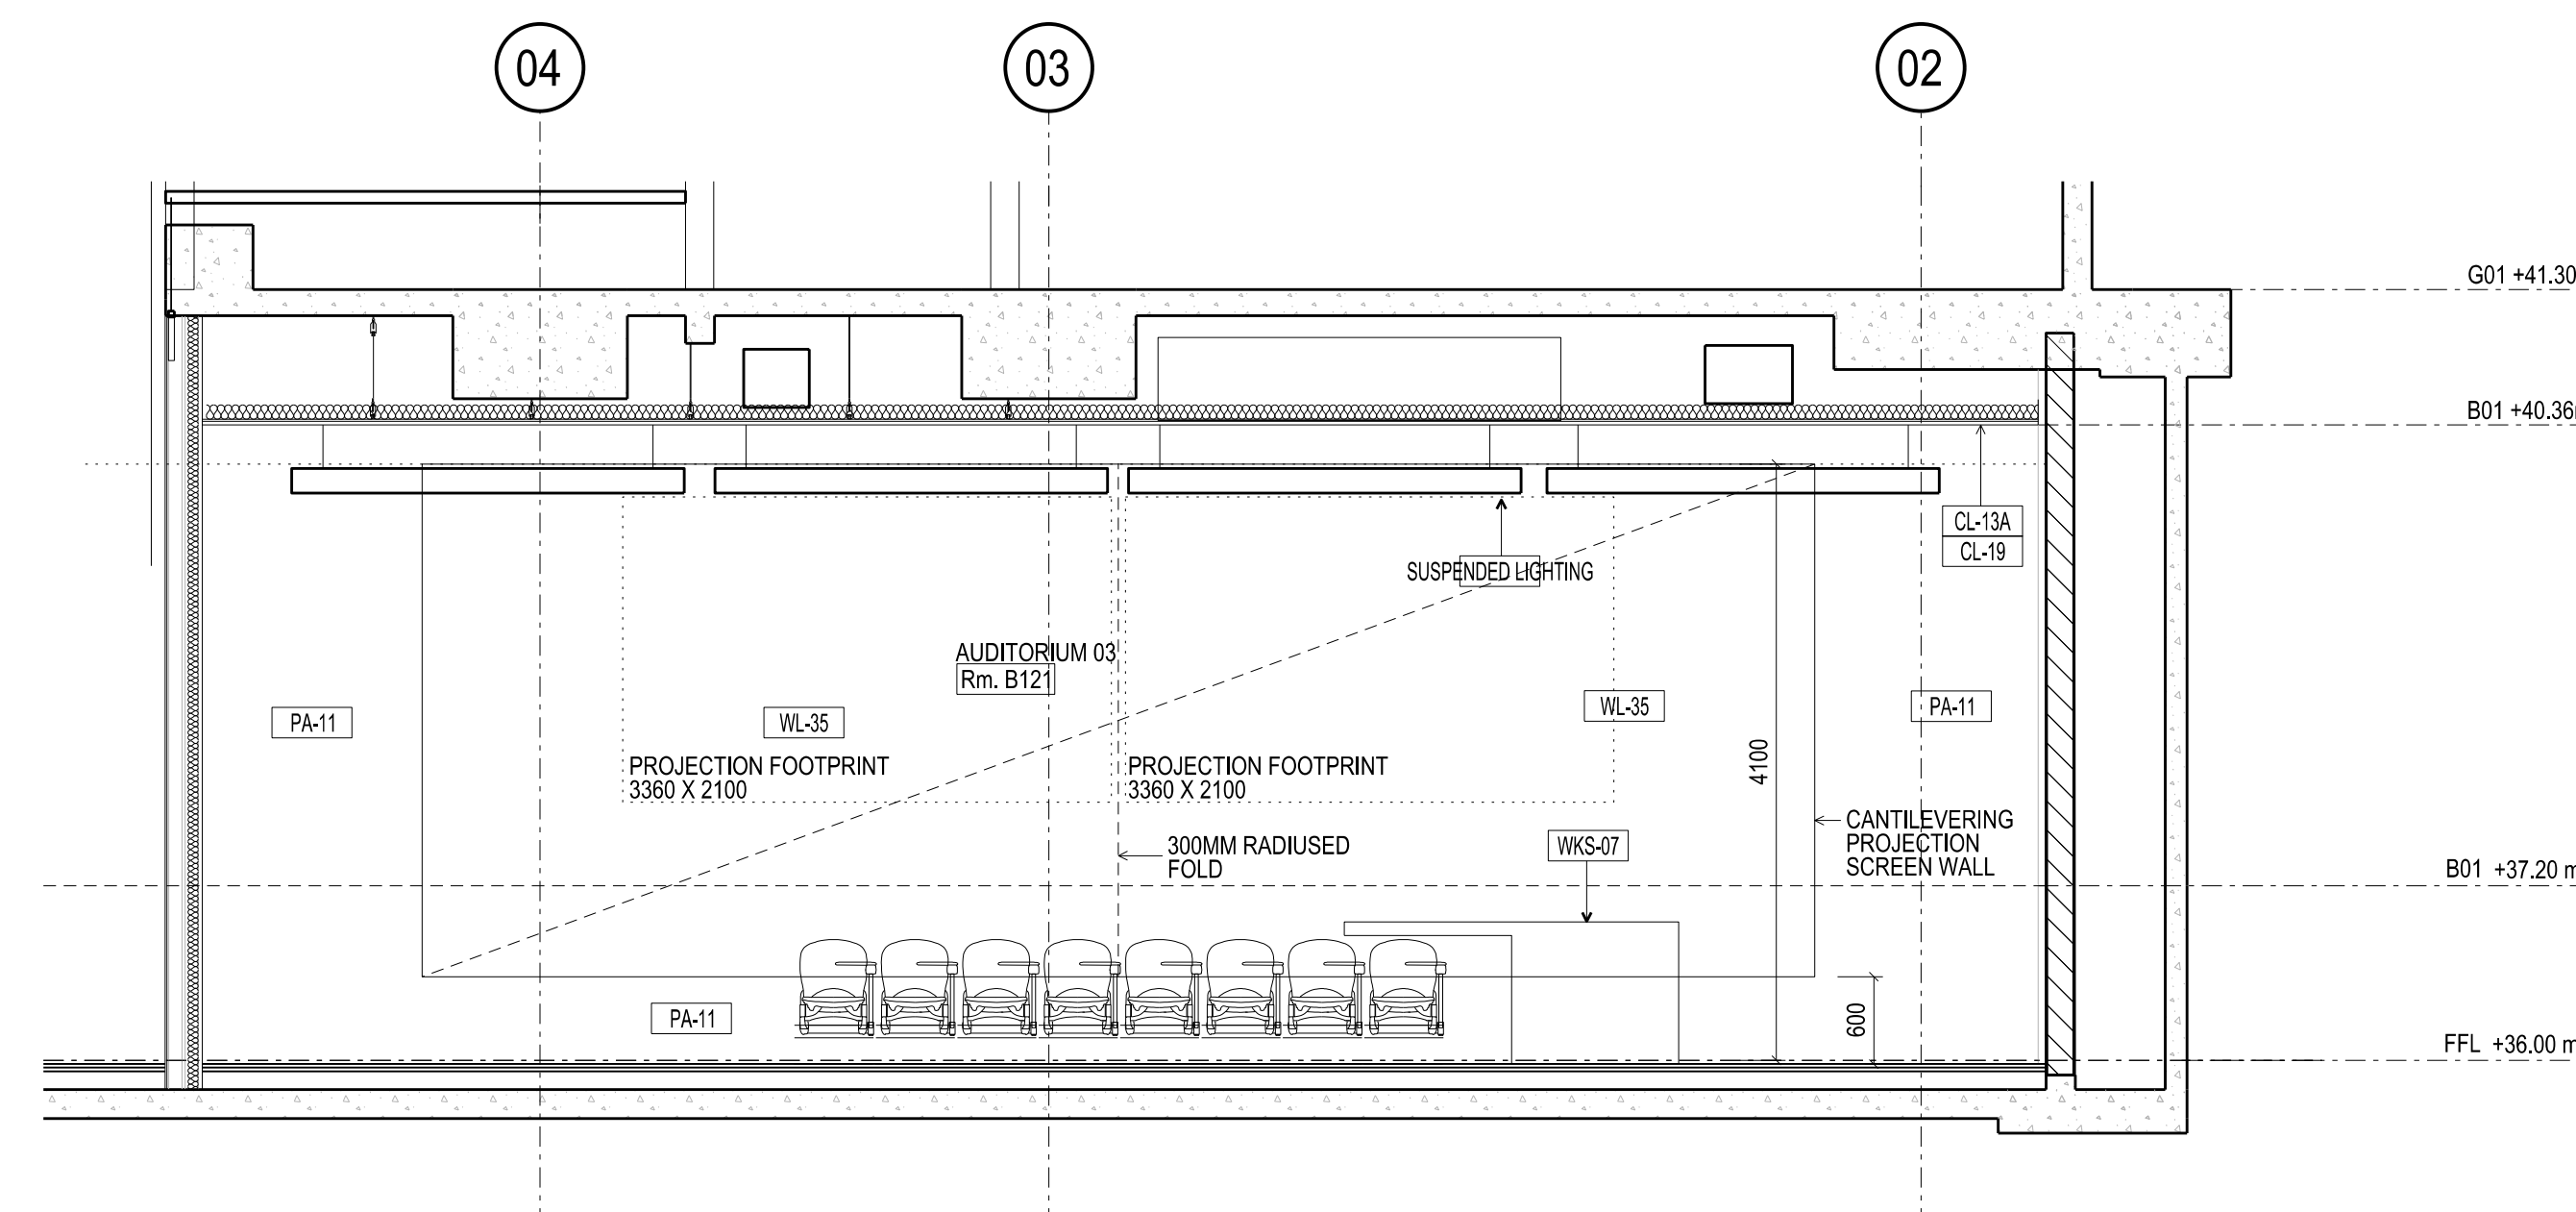 04
03
02
G01 +41.30
B01 +40.36
CL-13A
CL-19
SUSPENDED LIGHTING
AUDITORIUM 03
Rm. B121
PA-11
WL-35
WL-35
PA-11
PROJECTION FOOTPRINT
3360 X 2100
PROJECTION FOOTPRINT
3360 X 2100
4100
CANTILEVERING
PROJECTION
SCREEN WALL
300MM RADIUSED
FOLD
WKS-07
B01 +37.20 m
PA-11
600
FFL +36.00 m